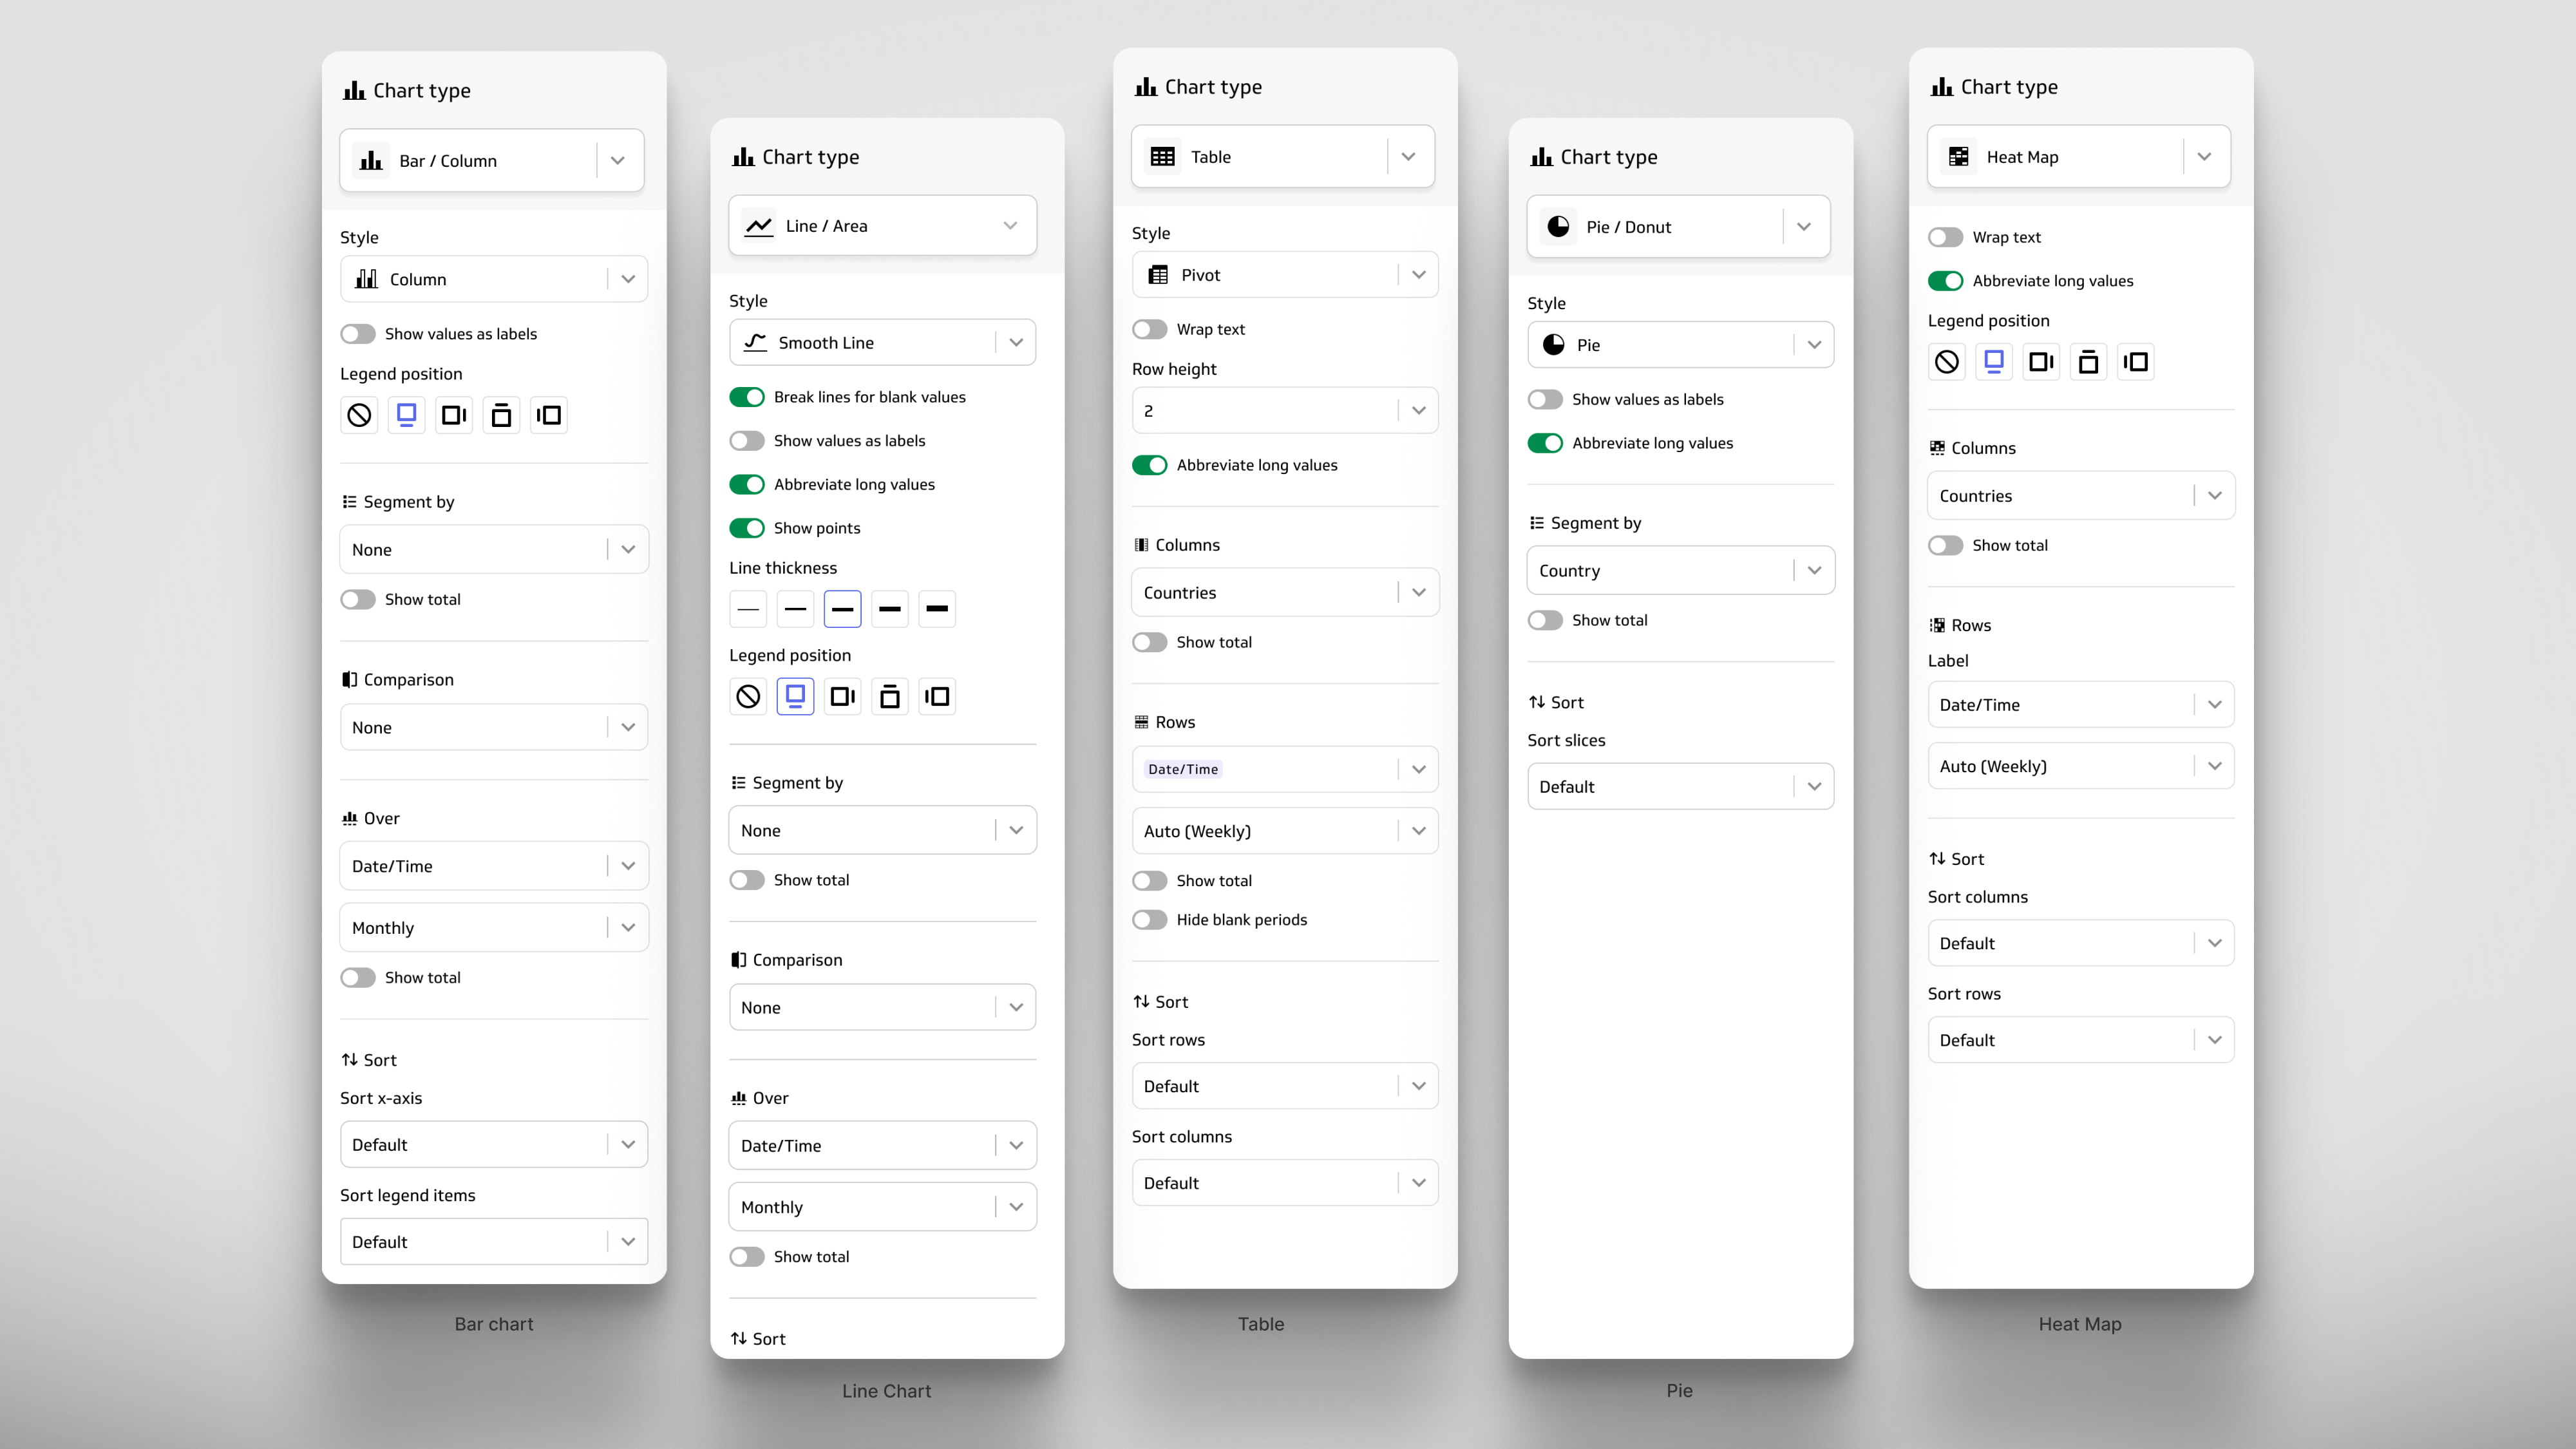 Chart type
Bar / Column
Style
Column
Show values as labels
Legend position
Segment by
None
Show total
Comparison
None
Over
Date/Time
Monthly
Show total
Sort
Sort x-axis
Default
Sort legend items
Default
Bar chart
Chart type
Line / Area
Style
Smooth Line
Break lines for blank values
Show values as labels
Abbreviate long values
Show points
Line thickness
Legend position
Segment by
None
Show total
Comparison
None
Over
Date/Time
Monthly
Show total
Sort
Line Chart
Chart type
Table
Style
Pivot
Wrap text
Row height
2
Abbreviate long values
Columns
Countries
Show total
Rows
Date/Time
Auto (Weekly)
Show total
Hide blank periods
Sort
Sort rows
Default
Sort columns
Default
Table
Chart type
Pie / Donut
Style
Pie
Show values as labels
Abbreviate long values
Segment by
Country
Show total
Sort
Sort slices
Default
Pie
Chart type
Heat Map
Wrap text
Abbreviate long values
Legend position
Columns
Countries
Show total
Rows
Label
Date/Time
Auto (Weekly)
Sort
Sort columns
Default
Sort rows
Default
Heat Map